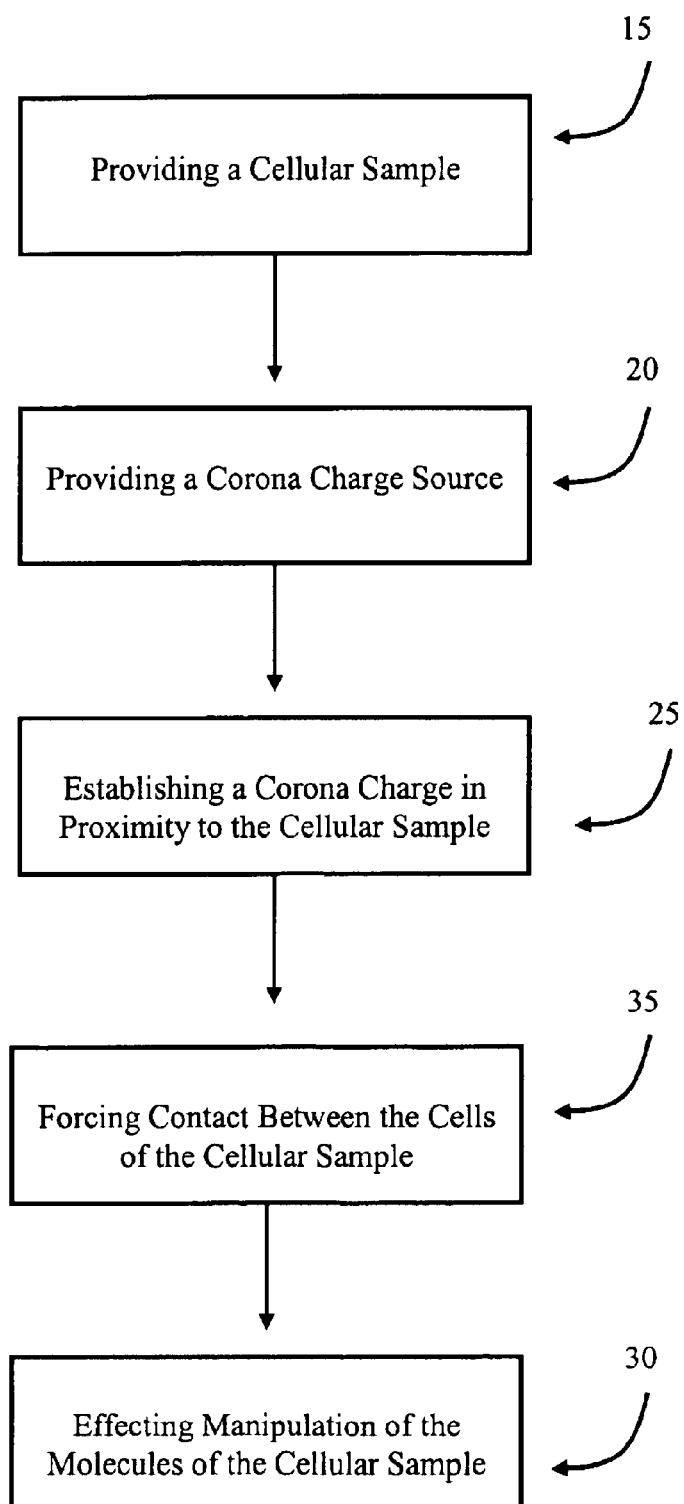 15
Providing a Cellular Sample
20
Providing a Corona Charge Source
25
Establishing a Corona Charge in
Proximity to the Cellular Sample
35
Forcing Contact Between the Cells
of the Cellular Sample
30
Effecting Manipulation of the
Molecules of the Cellular Sample